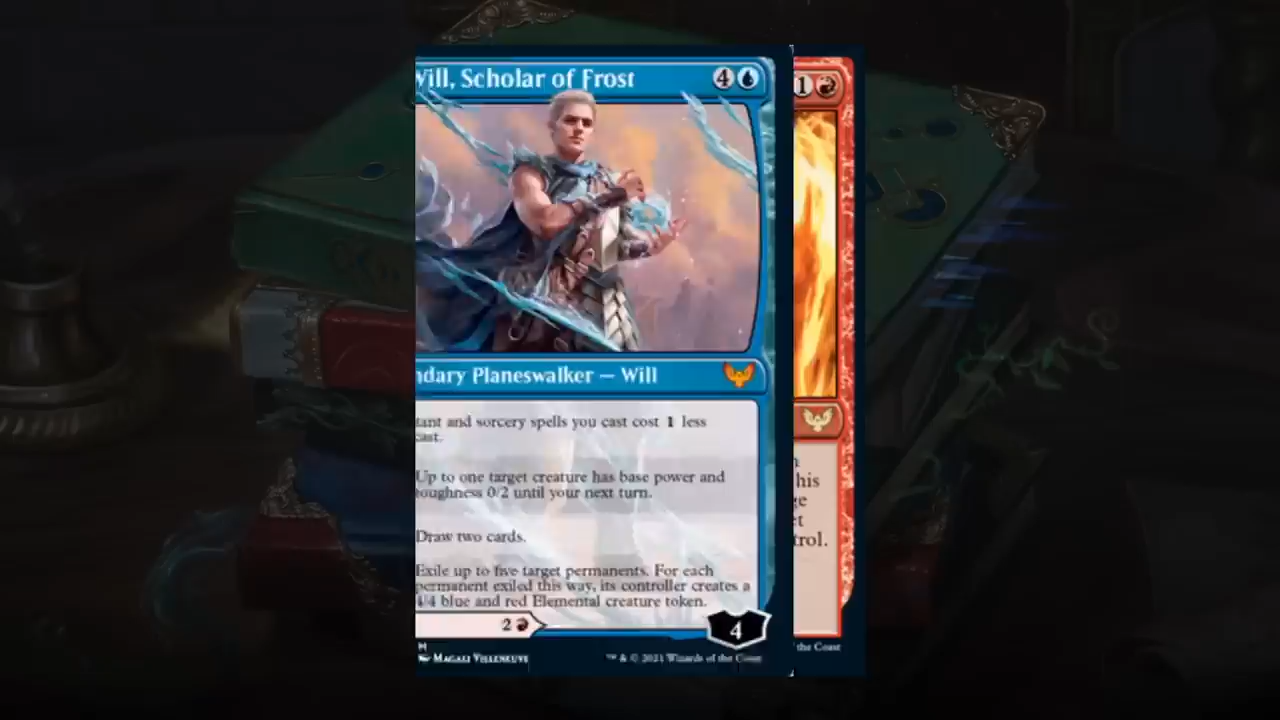 Will, Scholar of Frost 4
1
ndary Planeswalker — Will
tant and sorcery spells you cast cost 1 less
cast.
Up to one target creature has base power and
toughness 0/2 until your next turn.
Draw two cards.
Exile up to five target permanents. For each
permanent exiled this way, its controller creates a
4/4 blue and red Elemental creature token.
2
4
M
MAGALI VILLENEUVE
™ & © 2021 Wizards of the Coast
n
his
ge
et
trol.
f the Coast